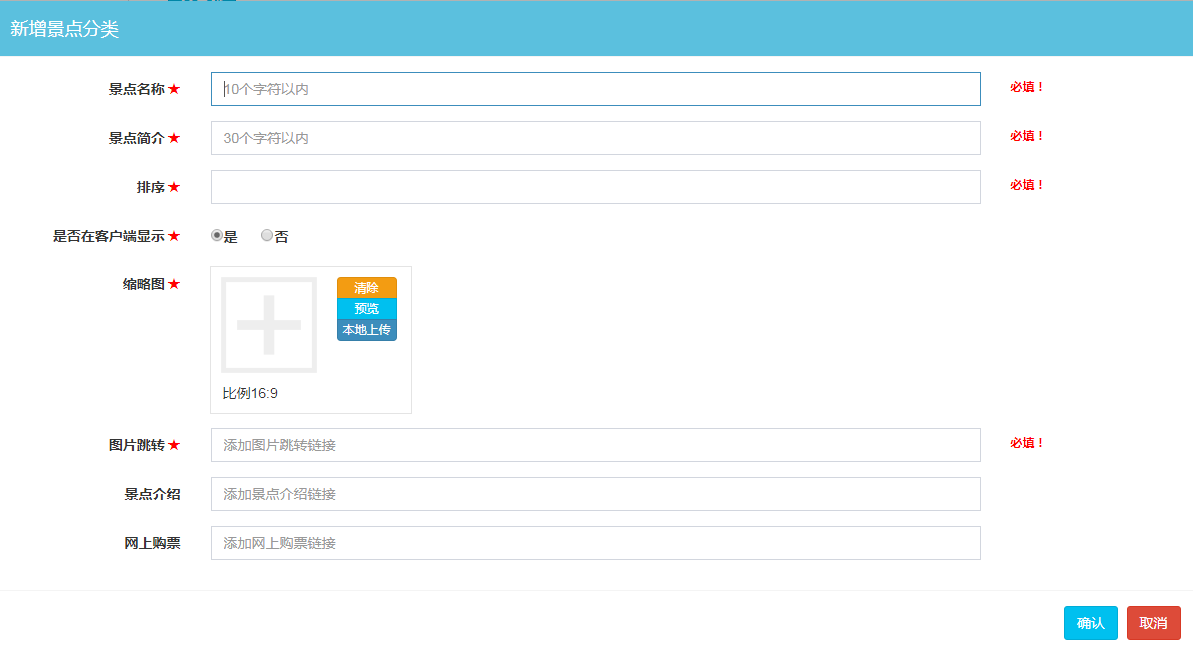 新增景点分类
景点名称★ 10个字符以内 必填！
景点简介★ 30个字符以内 必填！
排序★ 必填！
是否在客户端显示★ 是 否
缩略图★ 清除
预览
本地上传
比例16:9
图片跳转★ 添加图片跳转链接 必填！
景点介绍 添加景点介绍链接
网上购票 添加网上购票链接
确认 取消